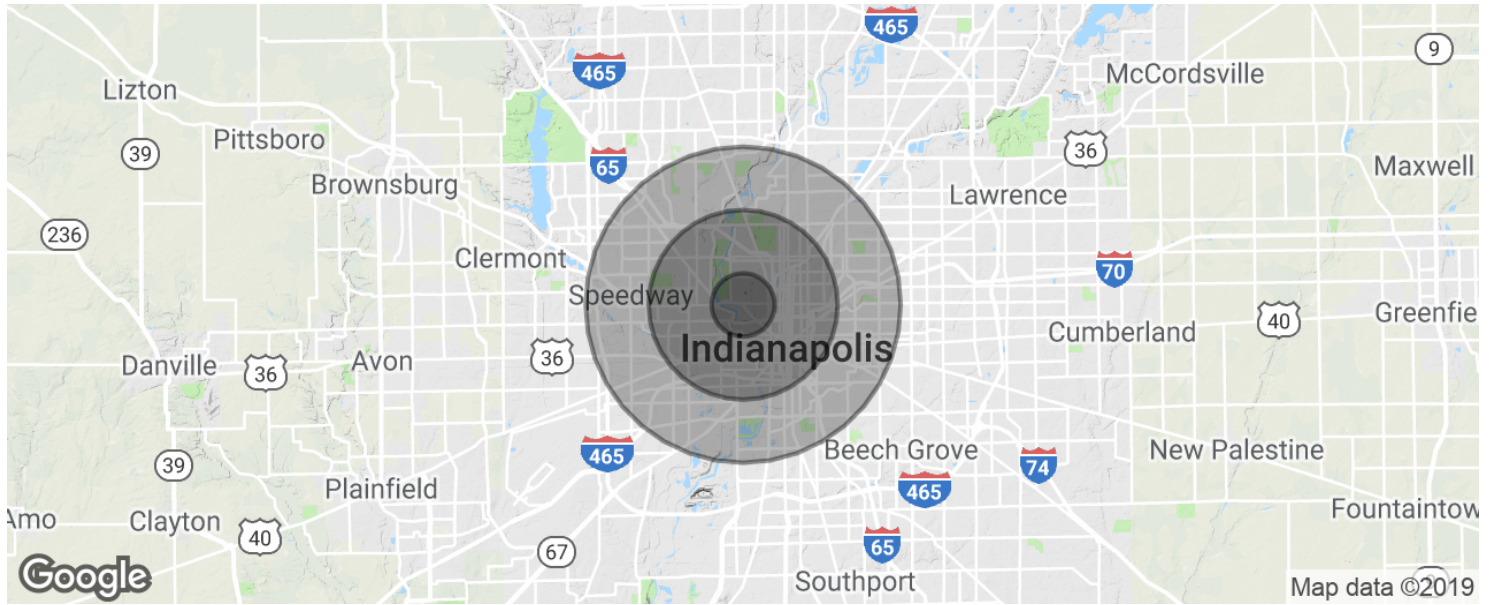 465
9
465
McCordsville
Lizton
Pittsboro
36
39
65
Maxwell
Brownsburg
Lawrence
236
Clermont
70
Speedway
40
Greenfie
Cumberland
Indianapolis
36
Danville
Avon
36
Beech Grove
New Palestine
465
39
74
Plainfield
465
Fountaintow
Amo
Clayton
40
65
67
Southport
Google
Map data ©2019